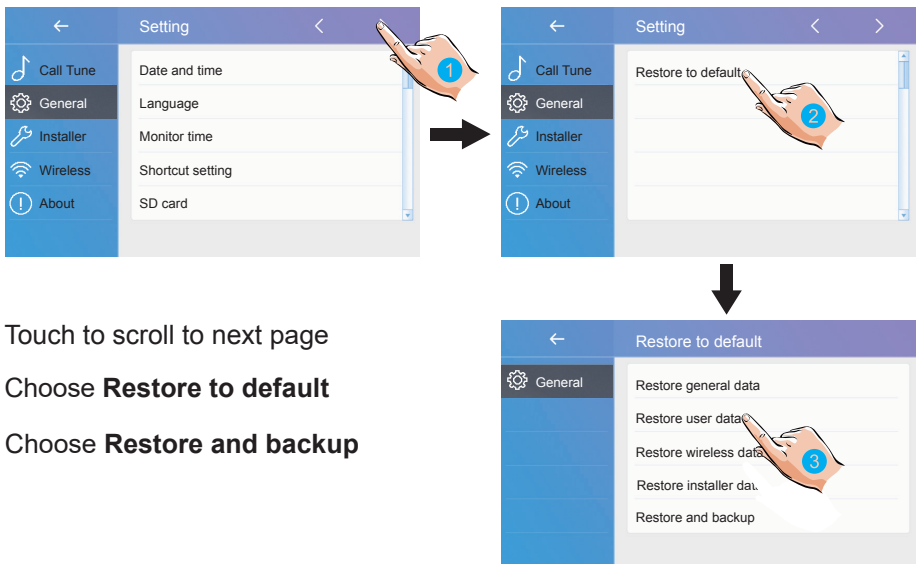 Setting
Call Tune
General
Installer
Wireless
About
Date and time
Language
Monitor time
Shortcut setting
SD card
1
Setting
Call Tune
General
Installer
Wireless
About
Restore to default
2
Touch to scroll to next page
Choose Restore to default
Choose Restore and backup
Restore to default
General
Restore general data
Restore user data
Restore wireless data
Restore installer dat
Restore and backup
3